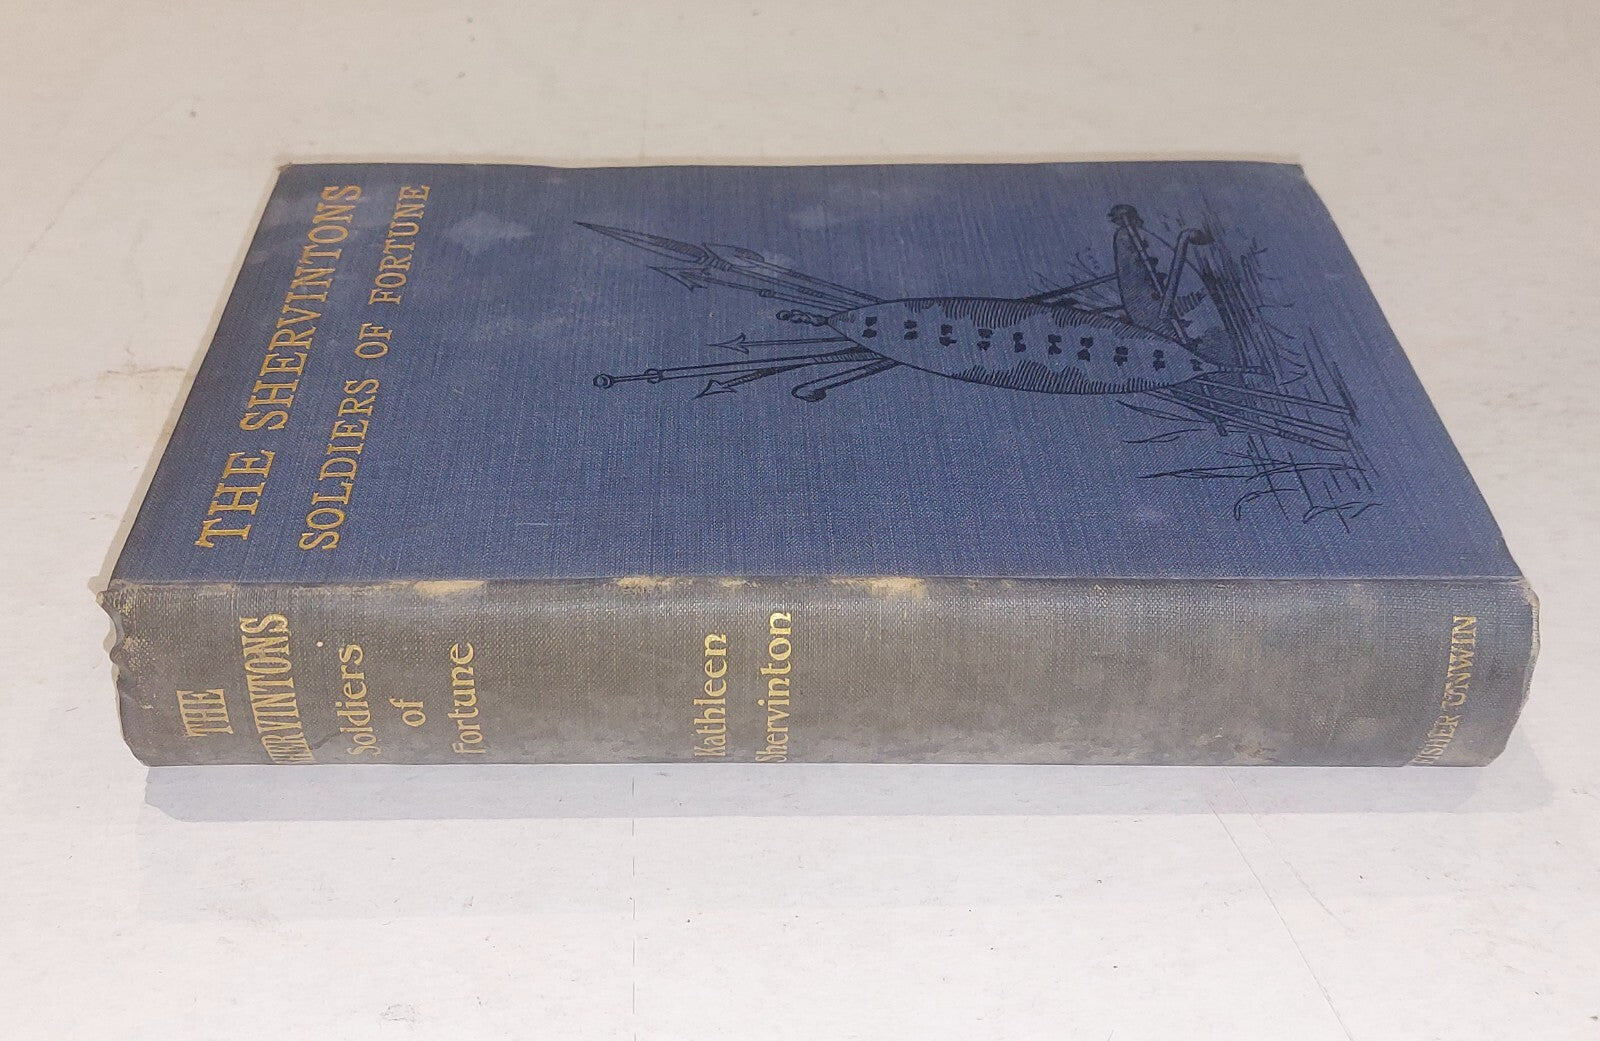 THE SHERVINTONS
SOLDIERS OF FORTUNE
THE
SHERVINTONS
Soldiers
of
Fortune
Kathleen
Shervinton
FISHER UNWIN